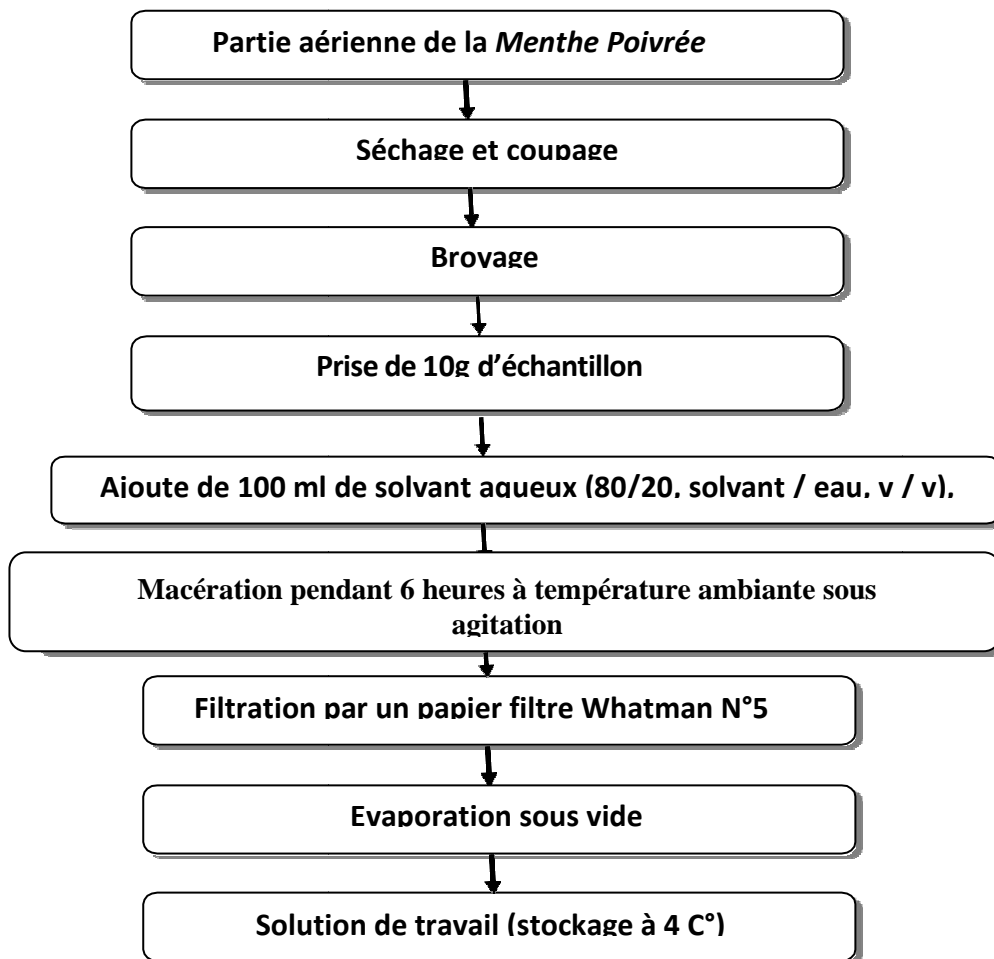 Partie aérienne de la Menthe Poivrée
Séchage et coupage
Broyage
Prise de 10g d’échantillon
Ajoute de 100 ml de solvant aqueux (80/20, solvant / eau, v / v),
Macération pendant 6 heures à température ambiante sous
agitation
Filtration par un papier filtre Whatman N°5
Evaporation sous vide
Solution de travail (stockage à 4 C°)